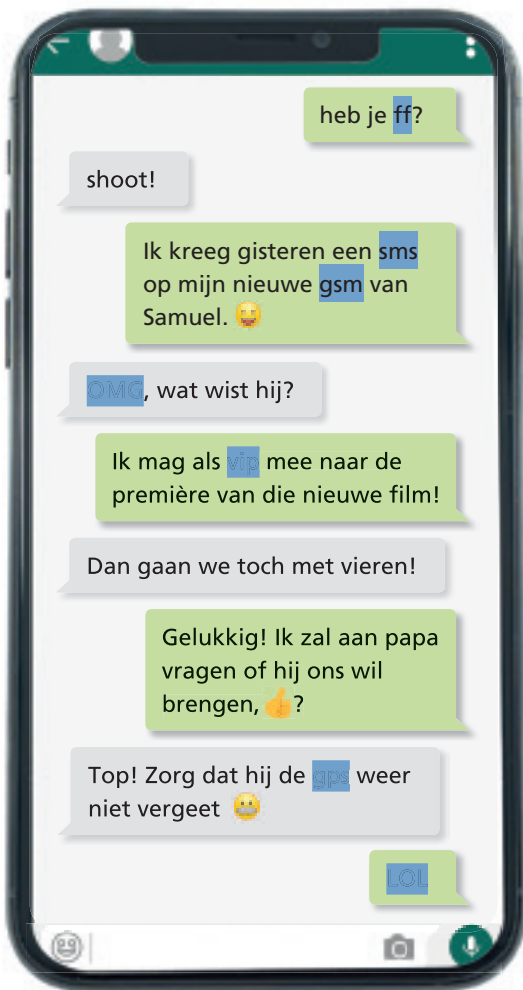 heb je ff?
shoot!
Ik kreeg gisteren een sms
op mijn nieuwe gsm van
Samuel. 😛
OMG, wat wist hij?
Ik mag als vip mee naar de
première van die nieuwe film!
Dan gaan we toch met vieren!
Gelukkig! Ik zal aan papa
vragen of hij ons wil
brengen, 👍?
Top! Zorg dat hij de gps weer
niet vergeet 😬
LOL